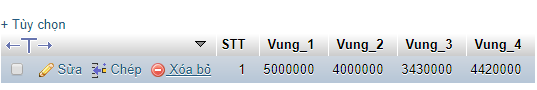 + Tùy chọn
←T→ STT Vung_1 Vung_2 Vung_3 Vung_4
Sửa Chép Xóa bỏ 1 5000000 4000000 3430000 4420000